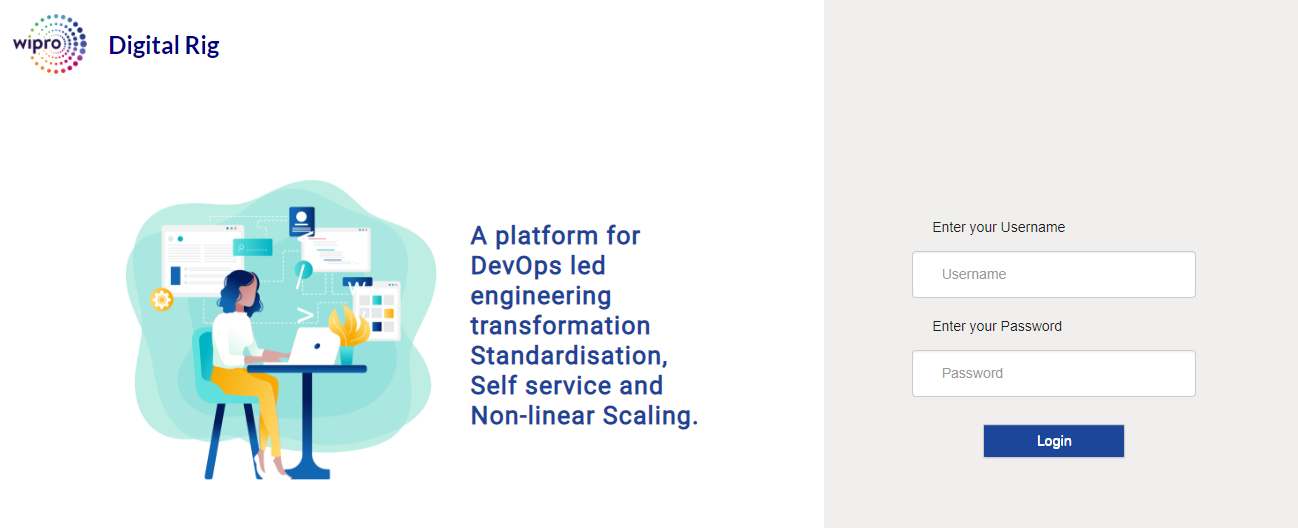 wipro
Digital Rig
A platform for
DevOps led
engineering
transformation
Standardisation,
Self service and
Non-linear Scaling.
Enter your Username
Username
Enter your Password
Password
Login